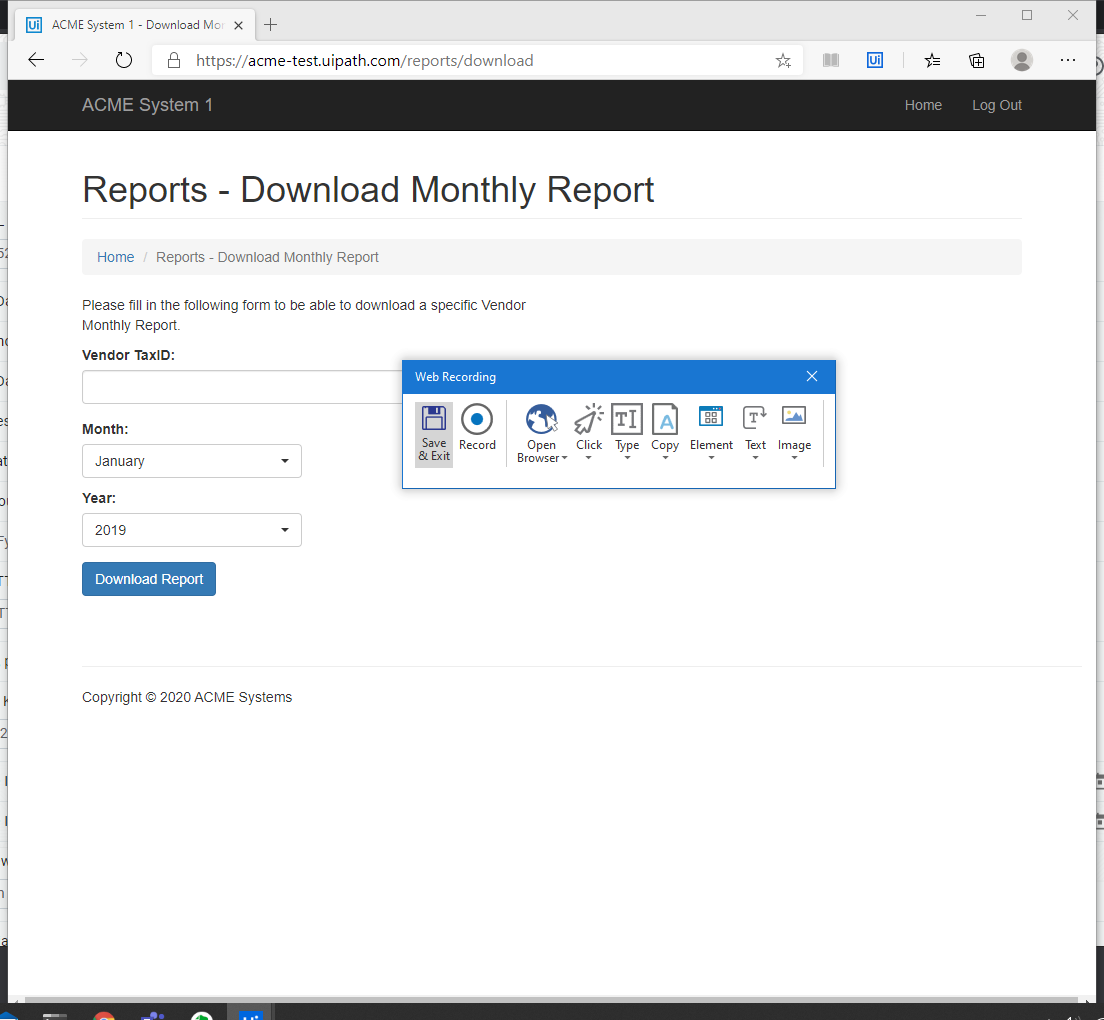 Ui ACME System 1 - Download Mor
https://acme-test.uipath.com/reports/download
Ui
ACME System 1
Home
Log Out
Reports - Download Monthly Report
Home / Reports - Download Monthly Report
Please fill in the following form to be able to download a specific Vendor
Monthly Report.
Vendor TaxID:
Web Recording
Save
& Exit
Record
Open
Browser
Click
Type
Copy
Element
Text
Image
Month:
January
Year:
2019
Download Report
Copyright © 2020 ACME Systems